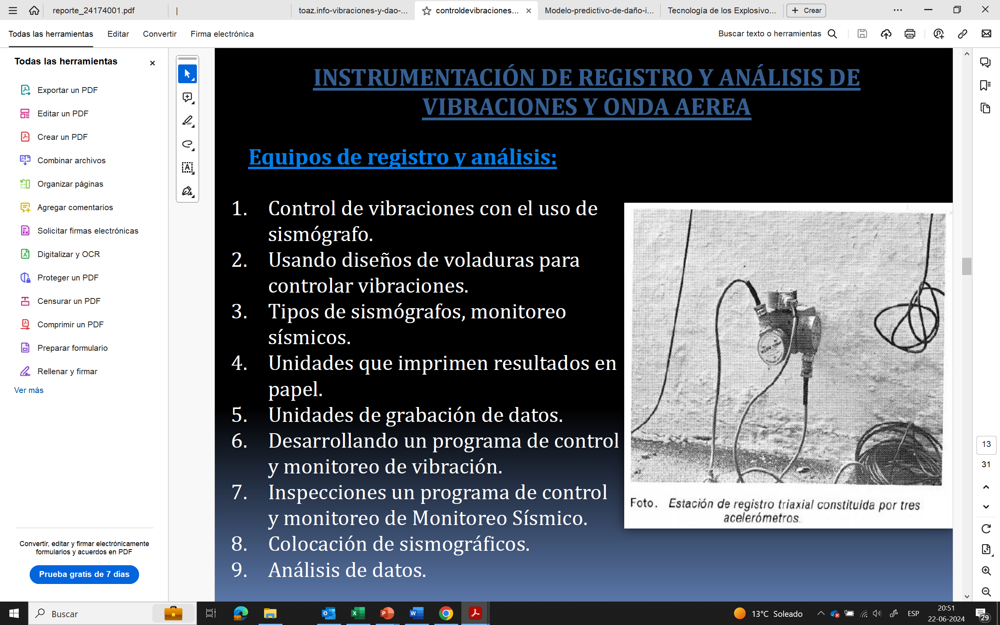 reporte_24174001.pdf
toaz.info-vibraciones-y-dao-...
controldevibraciones...
Modelo-predictivo-de-daño-i...
Tecnología de los Explosivo...
Crear
Todas las herramientas
Editar
Convertir
Firma electrónica
Buscar texto o herramientas
Todas las herramientas
Exportar un PDF
Editar un PDF
Crear un PDF
Combinar archivos
Organizar páginas
Agregar comentarios
Solicitar firmas electrónicas
Digitalizar y OCR
Proteger un PDF
Censurar un PDF
Comprimir un PDF
Preparar formulario
Rellenar y firmar
Ver más
Convertir, editar y firmar electrónicamente
formularios y acuerdos en PDF
Prueba gratis de 7 días
INSTRUMENTACIÓN DE REGISTRO Y ANÁLISIS DE
VIBRACIONES Y ONDA AEREA
Equipos de registro y análisis:
1. Control de vibraciones con el uso de
sismógrafo.
2. Usando diseños de voladuras para
controlar vibraciones.
3. Tipos de sismógrafos, monitoreo
sísmicos.
4. Unidades que imprimen resultados en
papel.
5. Unidades de grabación de datos.
6. Desarrollando un programa de control
y monitoreo de vibración.
7. Inspecciones un programa de control
y monitoreo de Monitoreo Sísmico.
8. Colocación de sismográficos.
9. Análisis de datos.
Foto. Estación de registro triaxial constituida por tres
acelerómetros.
13
31
Buscar
13°C Soleado
ESP
20:51
22-06-2024
29